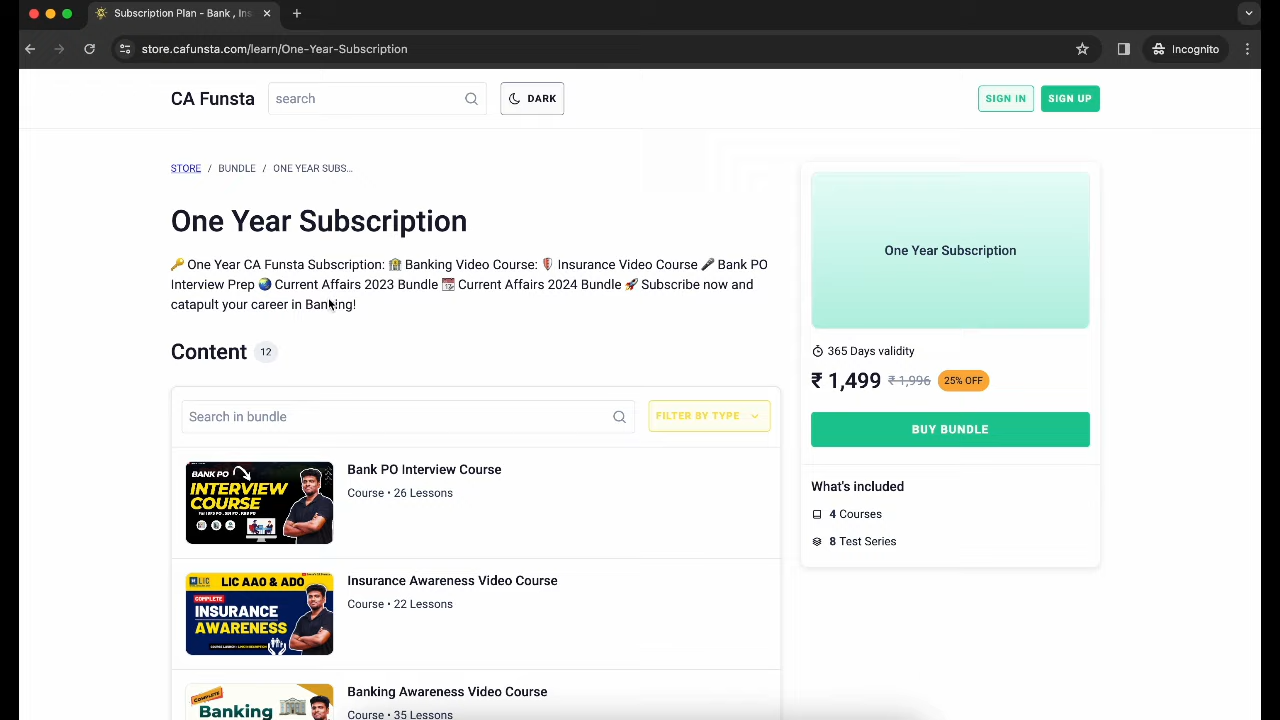 Subscription Plan - Bank , Ins
store.cafunsta.com/learn/One-Year-Subscription
Incognito
CA Funsta
search
DARK
SIGN IN
SIGN UP
STORE / BUNDLE / ONE YEAR SUBS...
One Year Subscription
🔑 One Year CA Funsta Subscription: 🏦 Banking Video Course: 🛡️ Insurance Video Course 🎤 Bank PO
Interview Prep 🌏 Current Affairs 2023 Bundle 📆 Current Affairs 2024 Bundle 🚀 Subscribe now and
catapult your career in Banking!
Content 12
Search in bundle
FILTER BY TYPE
BANK PO
INTERVIEW
COURSE
Bank PO Interview Course
Course • 26 Lessons
LIC
LIC AAO & ADO
COMPLETE
INSURANCE
AWARENESS
Insurance Awareness Video Course
Course • 22 Lessons
COMPLETE
Banking
Banking Awareness Video Course
Course • 35 Lessons
One Year Subscription
365 Days validity
₹ 1,499 ₹ 1,996 25% OFF
BUY BUNDLE
What's included
4 Courses
8 Test Series